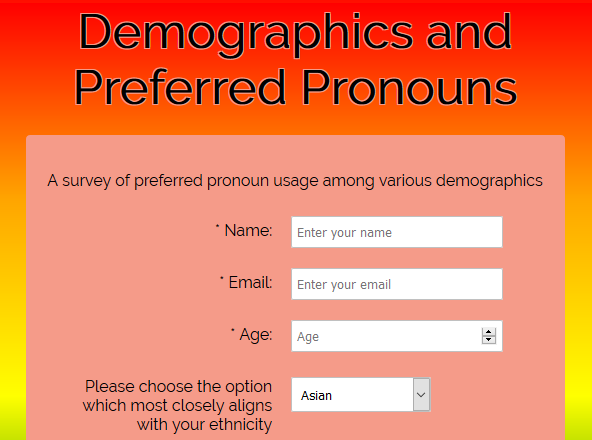 Demographics and
Preferred Pronouns
A survey of preferred pronoun usage among various demographics
* Name:
Enter your name
* Email:
Enter your email
* Age:
Age
Please choose the option
which most closely aligns
with your ethnicity
Asian